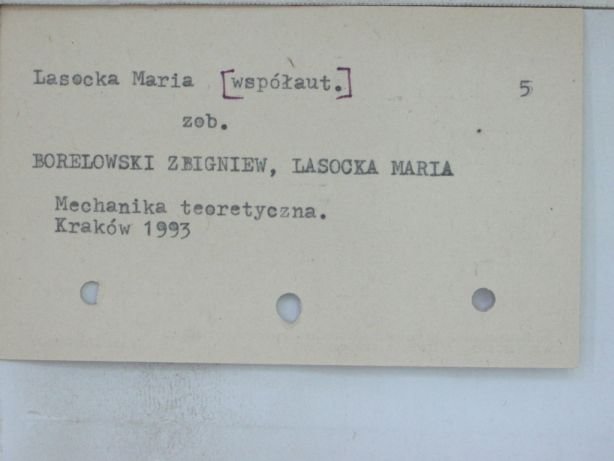 Lasocka Maria [współaut.] 5
zob.
BORELOWSKI ZBIGNIEW, LASOCKA MARIA
Mechanika teoretyczna.
Kraków 1993